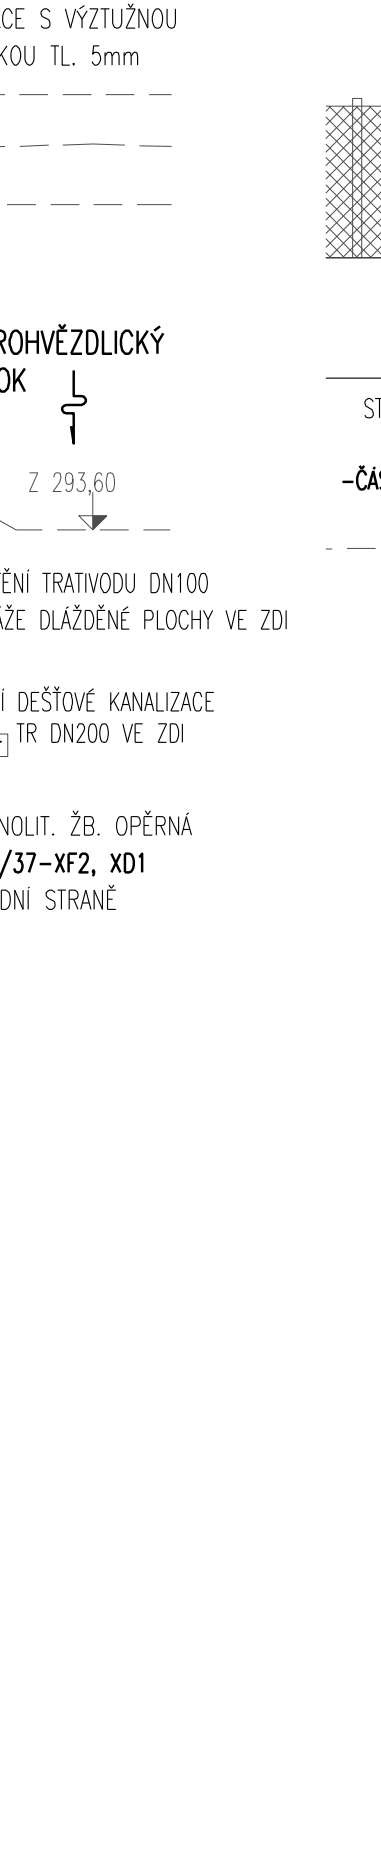 CE S VÝZTUŽNOU
KOU TL. 5mm
ROHVĚZDLICKÝ
OK
ST
Z 293,60
-ČÁS
TĚNÍ TRATIVODU DN100
ÁŽE DLÁŽDĚNÉ PLOCHY VE ZDI
Í DEŠŤOVÉ KANALIZACE
TR DN200 VE ZDI
NOLIT. ŽB. OPĚRNÁ
/37-XF2, XD1
DNÍ STRANĚ